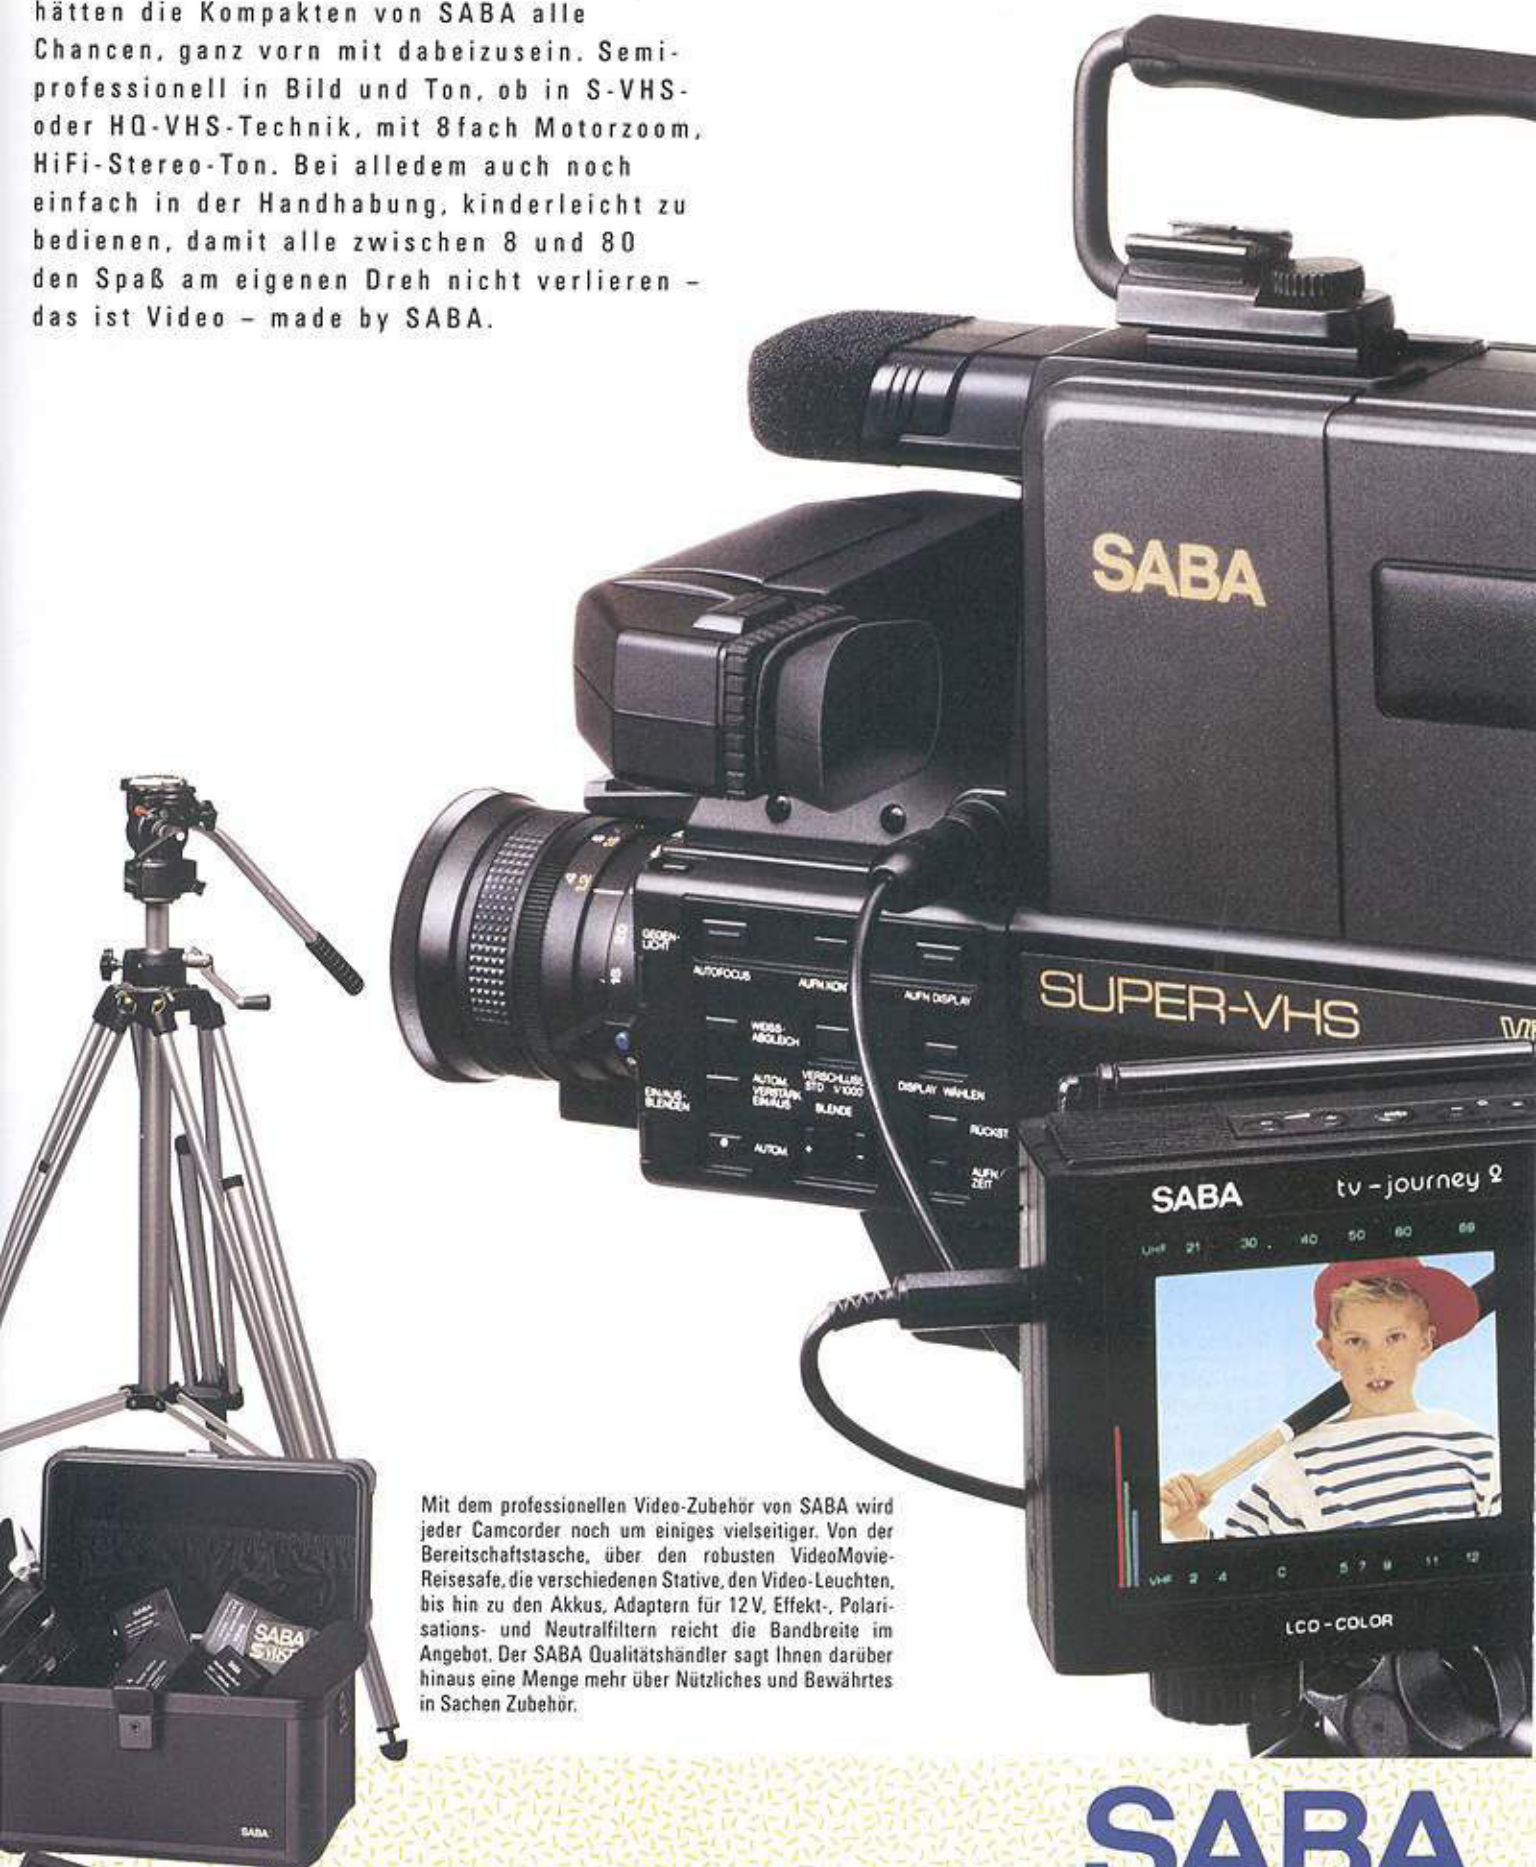 hätten die Kompakten von SABA alle
Chancen, ganz vorn mit dabeizusein. Semi-
professionell in Bild und Ton, ob in S-VHS-
oder HQ-VHS-Technik, mit 8fach Motorzoom,
HiFi-Stereo-Ton. Bei alledem auch noch
einfach in der Handhabung, kinderleicht zu
bedienen, damit alle zwischen 8 und 80
den Spaß am eigenen Dreh nicht verlieren –
das ist Video – made by SABA.
SABA
GEGEN-
LICHT
AUTOFOCUS
AUFN.KON
AUFN DISPLAY
SUPER-VHS
WEISS-
ABGLEICH
EIN/AUS-
BLENDEN
AUTOM.
VERSTÄRK
EIN/AUS
VERSCHLUSS
STD 1/1000
DISPLAY WÄHLEN
BLENDE
RÜCKST
AUTOM.
+ -
AUFN./
ZEIT
SABA tv-journey 2
UHF 21 30 40 50 60 69
VHF 2 4 C 5 7 9 11 12
LCD-COLOR
Mit dem professionellen Video-Zubehör von SABA wird
jeder Camcorder noch um einiges vielseitiger. Von der
Bereitschaftstasche, über den robusten VideoMovie-
Reisesafe, die verschiedenen Stative, den Video-Leuchten,
bis hin zu den Akkus, Adaptern für 12 V, Effekt-, Polari-
sations- und Neutralfiltern reicht die Bandbreite im
Angebot. Der SABA Qualitätshändler sagt Ihnen darüber
hinaus eine Menge mehr über Nützliches und Bewährtes
in Sachen Zubehör.
SABA
SABA
SABA
SABA